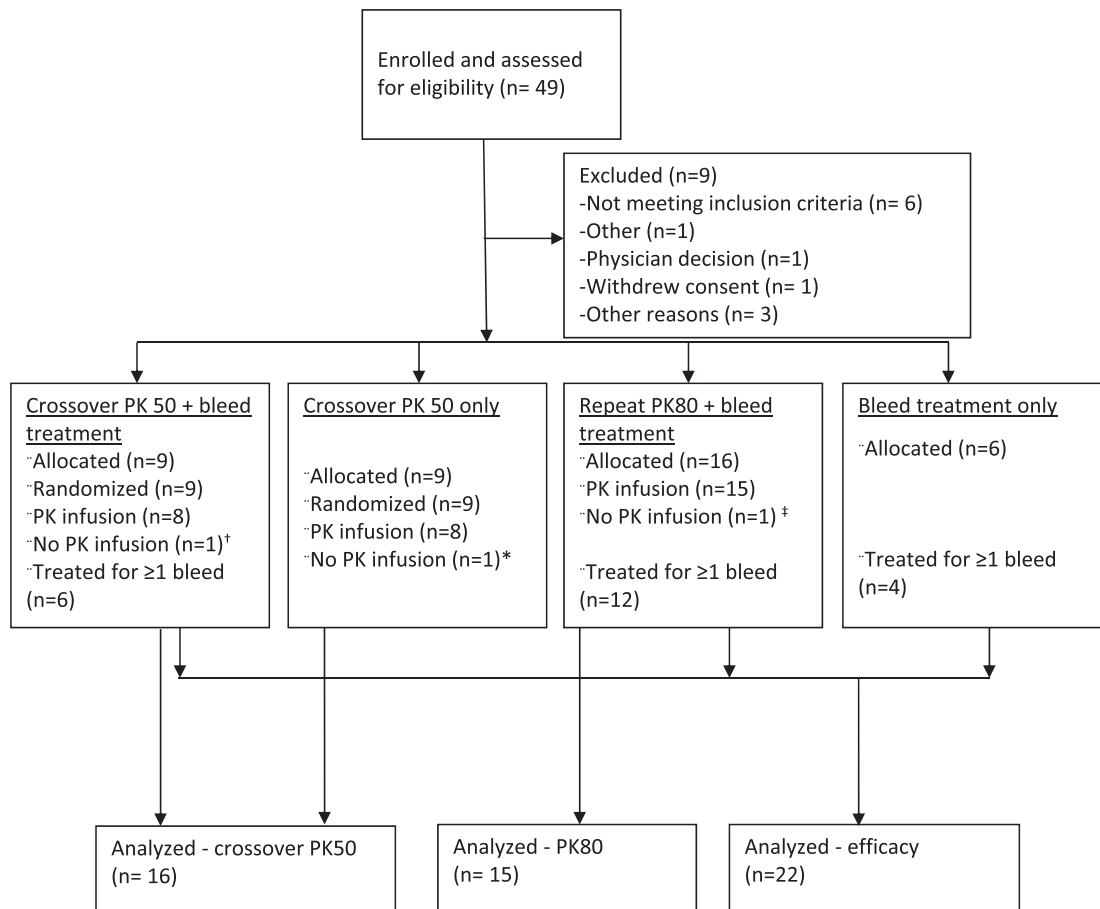 Enrolled and assessed
for eligibility (n= 49)
Excluded (n=9)
-Not meeting inclusion criteria (n= 6)
-Other (n=1)
-Physician decision (n=1)
-Withdrew consent (n= 1)
-Other reasons (n= 3)
Crossover PK 50 + bleed
treatment
¨Allocated (n=9)
¨Randomized (n=9)
¨PK infusion (n=8)
¨No PK infusion (n=1)†
¨Treated for ≥1 bleed
(n=6)
Crossover PK 50 only
¨Allocated (n=9)
¨Randomized (n=9)
¨PK infusion (n=8)
¨No PK infusion (n=1)*
Repeat PK80 + bleed
treatment
¨Allocated (n=16)
¨PK infusion (n=15)
¨No PK infusion (n=1) ‡
¨Treated for ≥1 bleed
(n=12)
Bleed treatment only
¨Allocated (n=6)
¨Treated for ≥1 bleed
(n=4)
Analyzed - crossover PK50
(n= 16)
Analyzed - PK80
(n= 15)
Analyzed - efficacy
(n=22)